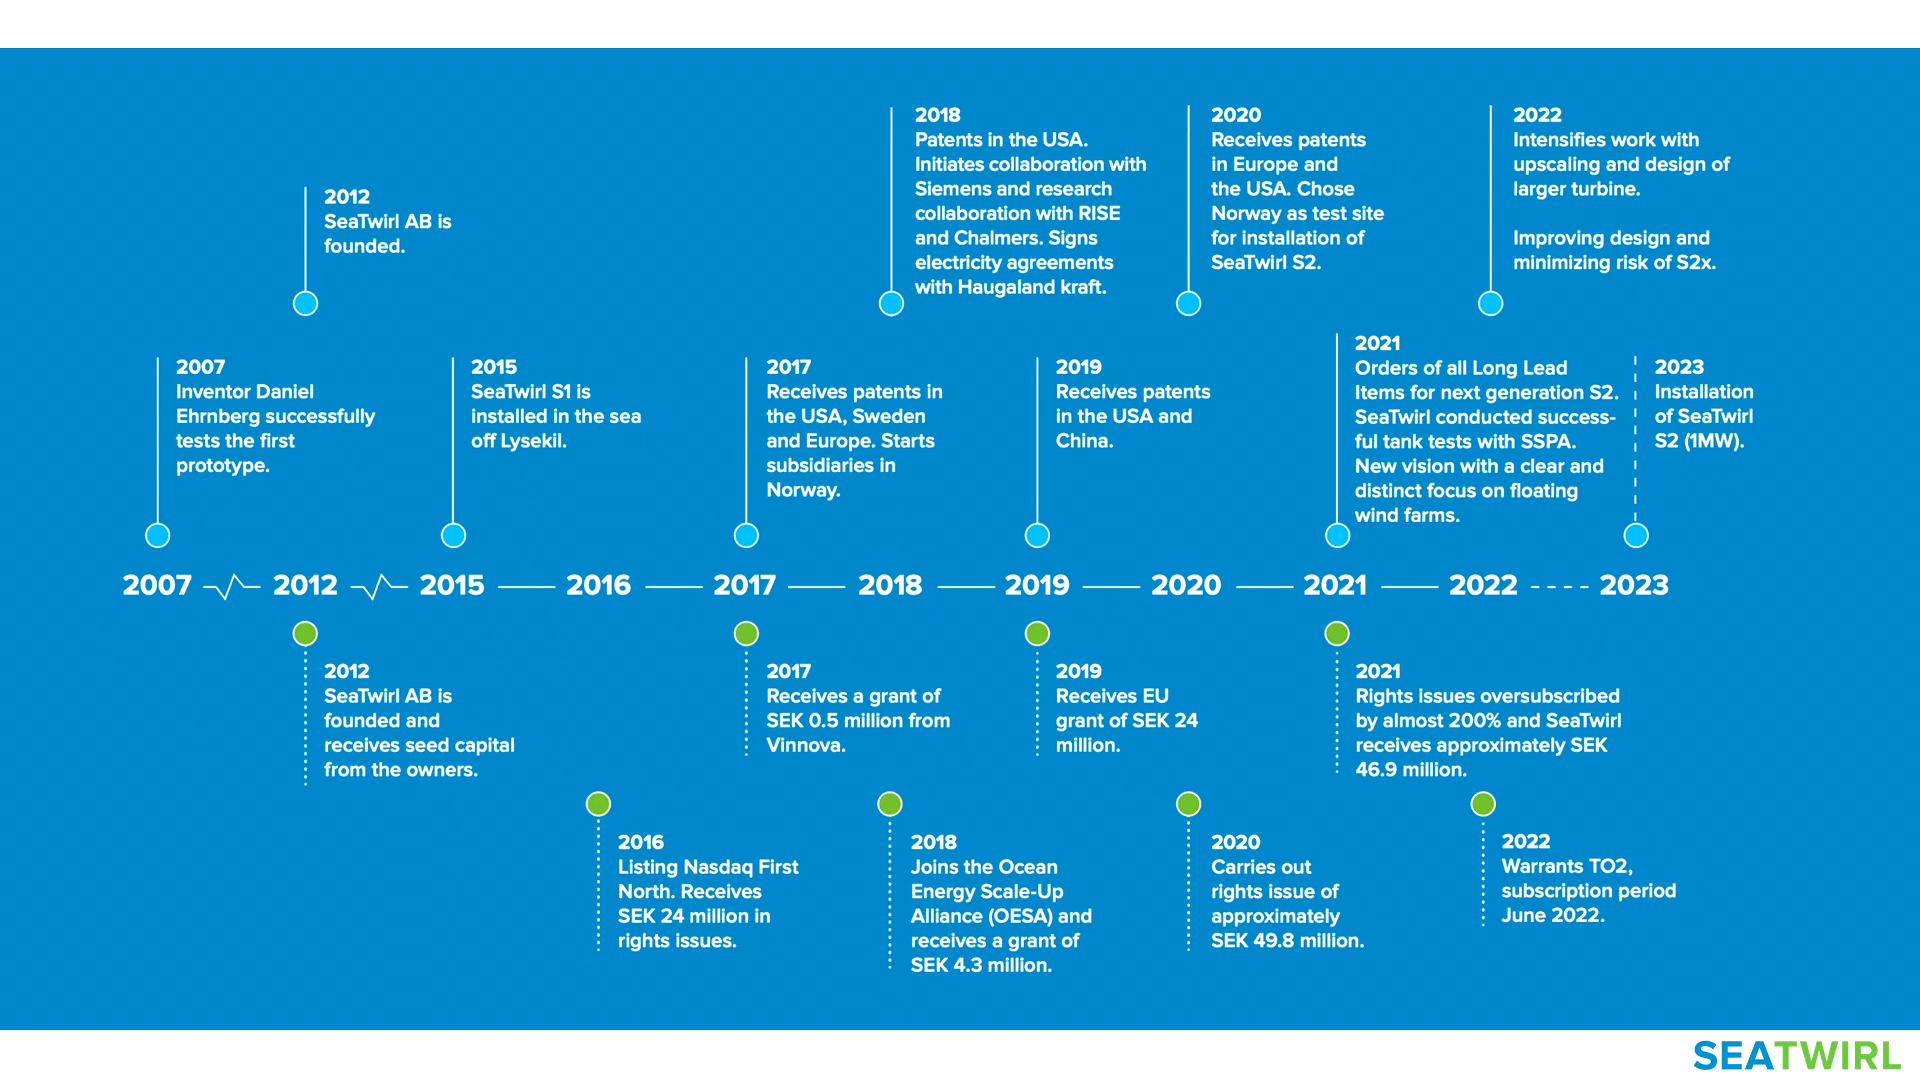 2018
Patents in the USA.
Initiates collaboration with
Siemens and research
collaboration with RISE
and Chalmers. Signs
electricity agreements
with Haugaland kraft.
2020
Receives patents
in Europe and
the USA. Chose
Norway as test site
for installation of
SeaTwirl S2.
2022
Intensifies work with
upscaling and design of
larger turbine.
Improving design and
minimizing risk of S2x.
2012
SeaTwirl AB is
founded.
2007
Inventor Daniel
Ehrnberg successfully
tests the first
prototype.
2015
SeaTwirl S1 is
installed in the sea
off Lysekil.
2017
Receives patents in
the USA, Sweden
and Europe. Starts
subsidiaries in
Norway.
2019
Receives patents
in the USA and
China.
2021
Orders of all Long Lead
Items for next generation S2.
SeaTwirl conducted success-
ful tank tests with SSPA.
New vision with a clear and
distinct focus on floating
wind farms.
2023
Installation
of SeaTwirl
S2 (1MW).
2007 2012 2015 2016 2017 2018 2019 2020 2021 2022 2023
2012
SeaTwirl AB is
founded and
receives seed capital
from the owners.
2017
Receives a grant of
SEK 0.5 million from
Vinnova.
2019
Receives EU
grant of SEK 24
million.
2021
Rights issues oversubscribed
by almost 200% and SeaTwirl
receives approximately SEK
46.9 million.
2016
Listing Nasdaq First
North. Receives
SEK 24 million in
rights issues.
2018
Joins the Ocean
Energy Scale-Up
Alliance (OESA) and
receives a grant of
SEK 4.3 million.
2020
Carries out
rights issue of
approximately
SEK 49.8 million.
2022
Warrants TO2,
subscription period
June 2022.
SEATWIRL